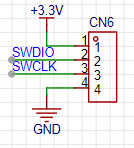 +3.3V
CN6
1 1
SWDIO 2 2
SWCLK 3 3
4 4
GND